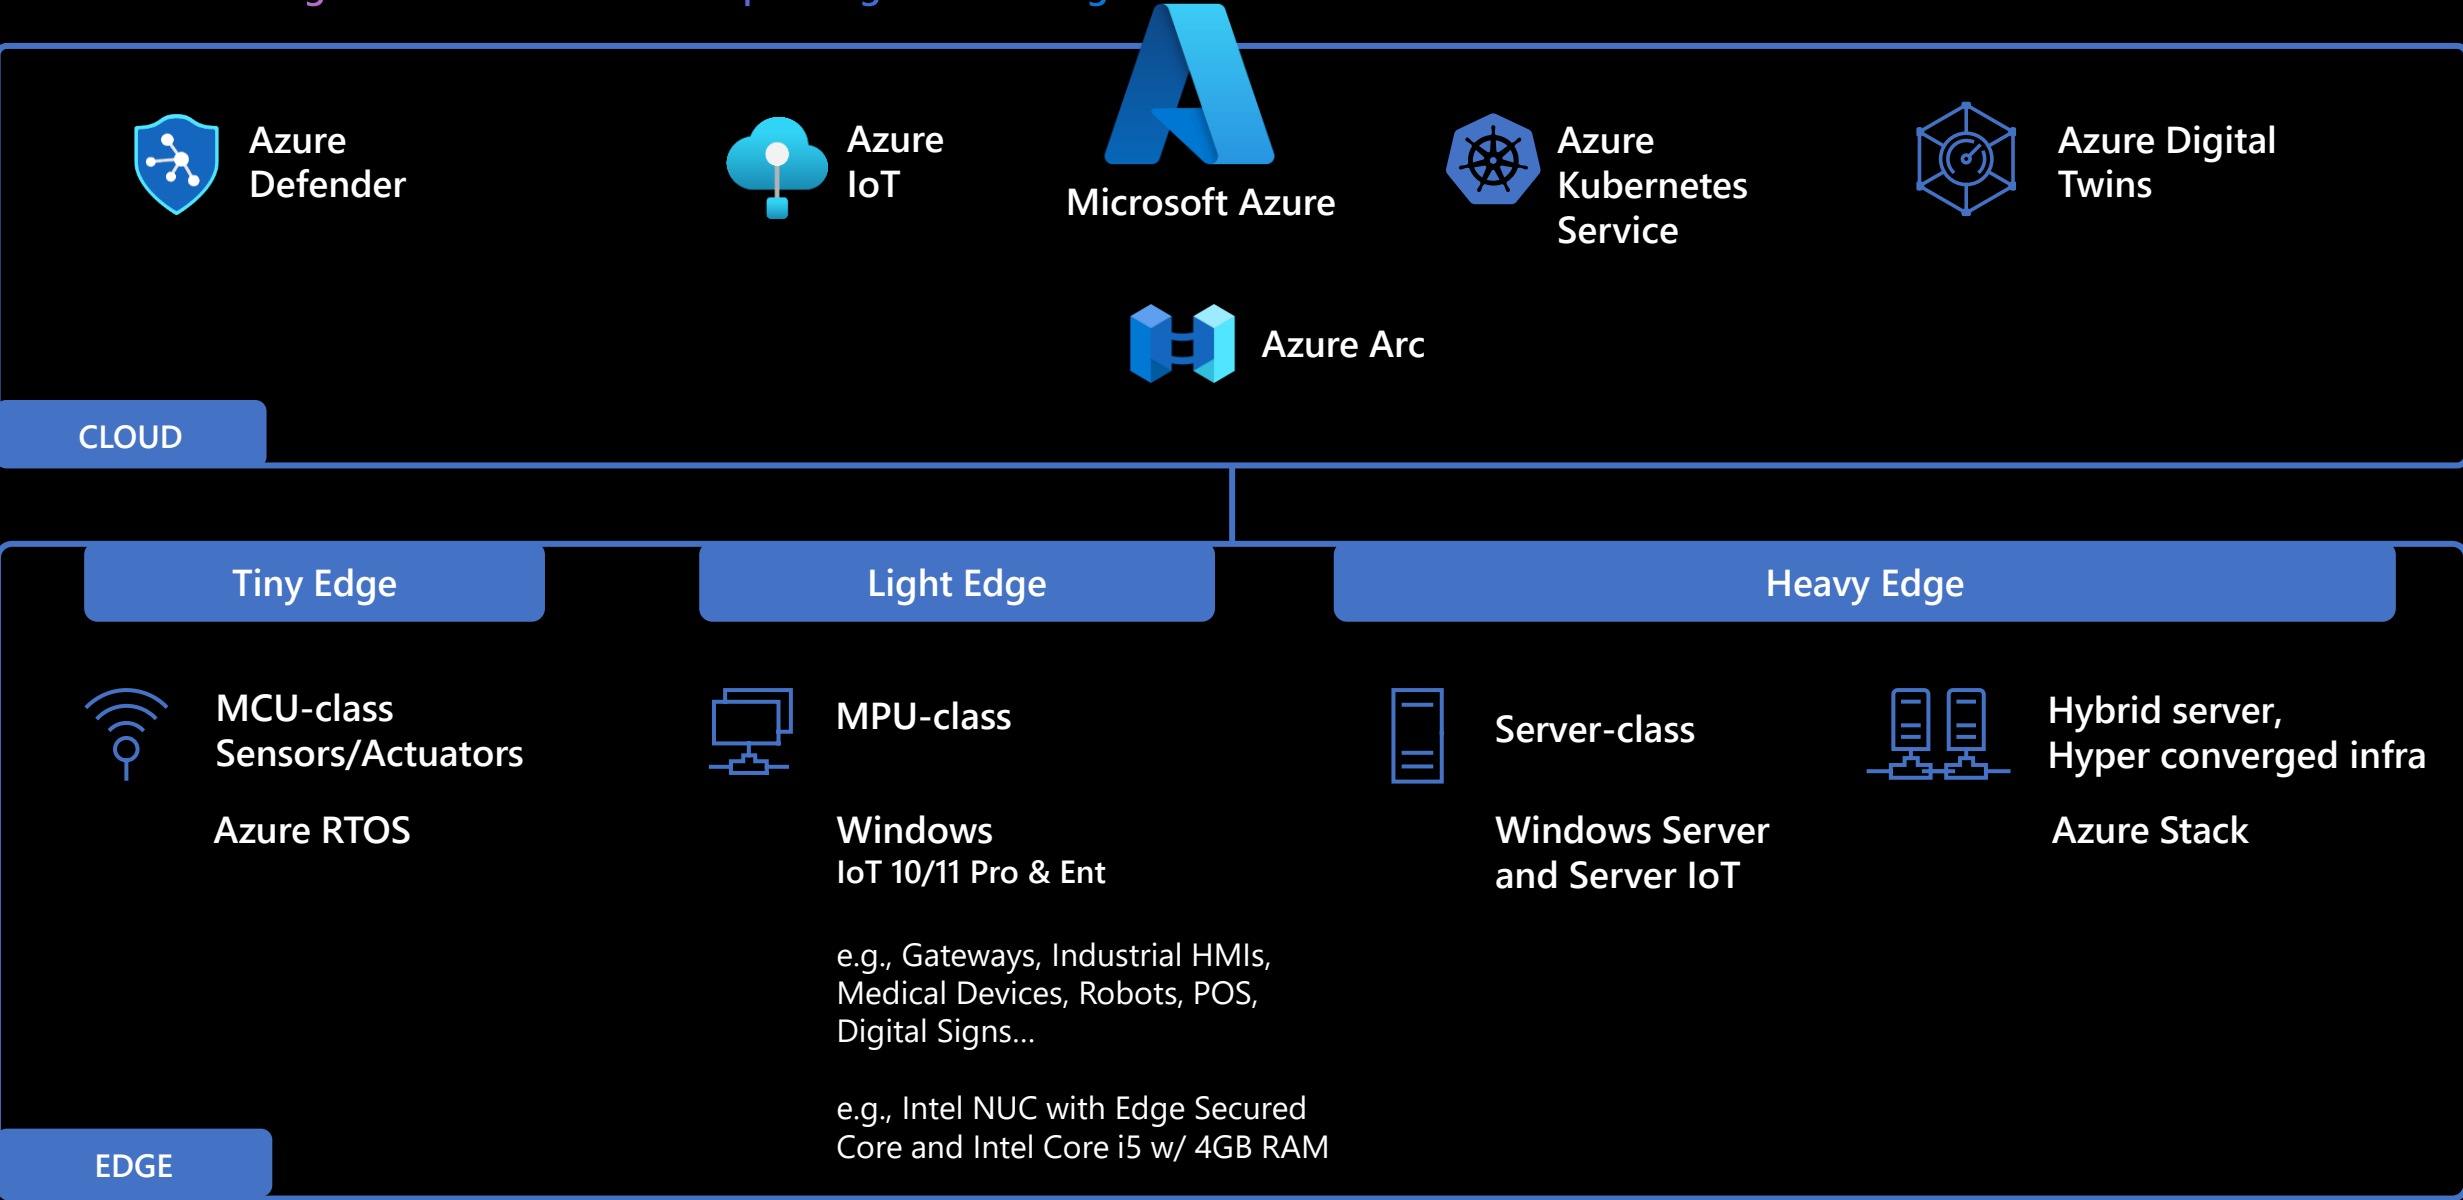 Azure
Defender
Azure
IoT
Microsoft Azure
Azure
Kubernetes
Service
Azure Digital
Twins
Azure Arc
CLOUD
Tiny Edge
Light Edge
Heavy Edge
MCU-class
Sensors/Actuators
Azure RTOS
MPU-class
Windows
IoT 10/11 Pro & Ent
e.g., Gateways, Industrial HMIs,
Medical Devices, Robots, POS,
Digital Signs...
e.g., Intel NUC with Edge Secured
Core and Intel Core i5 w/ 4GB RAM
Server-class
Windows Server
and Server IoT
Hybrid server,
Hyper converged infra
Azure Stack
EDGE